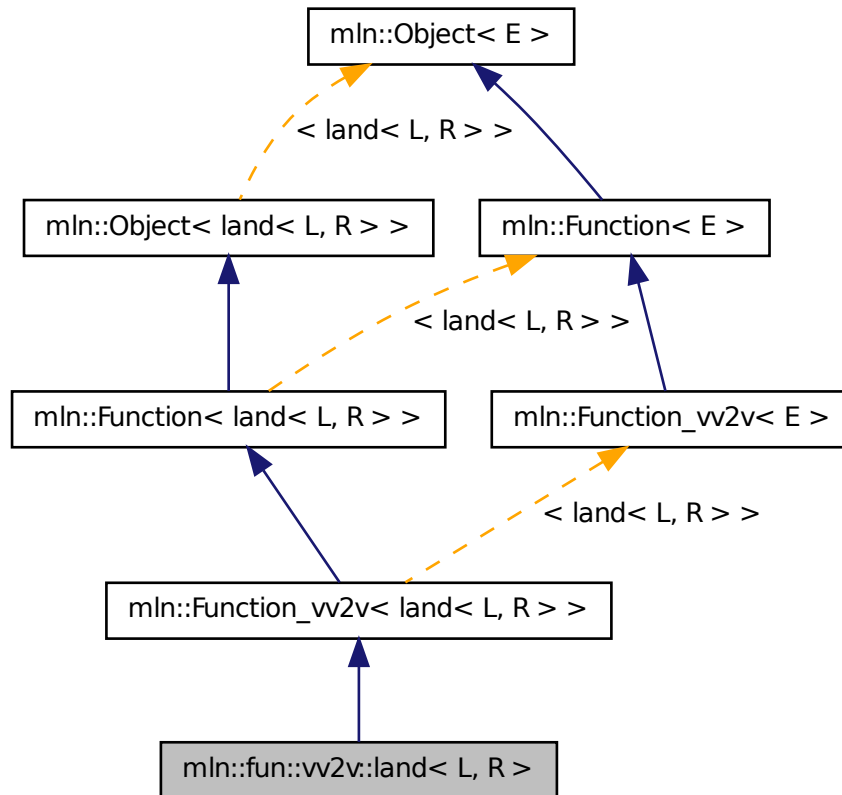 mln::Object< E >
< land< L, R > >
mln::Object< land< L, R > >
mln::Function< E >
< land< L, R > >
mln::Function< land< L, R > >
mln::Function_vv2v< E >
< land< L, R > >
mln::Function_vv2v< land< L, R > >
mln::fun::vv2v::land< L, R >